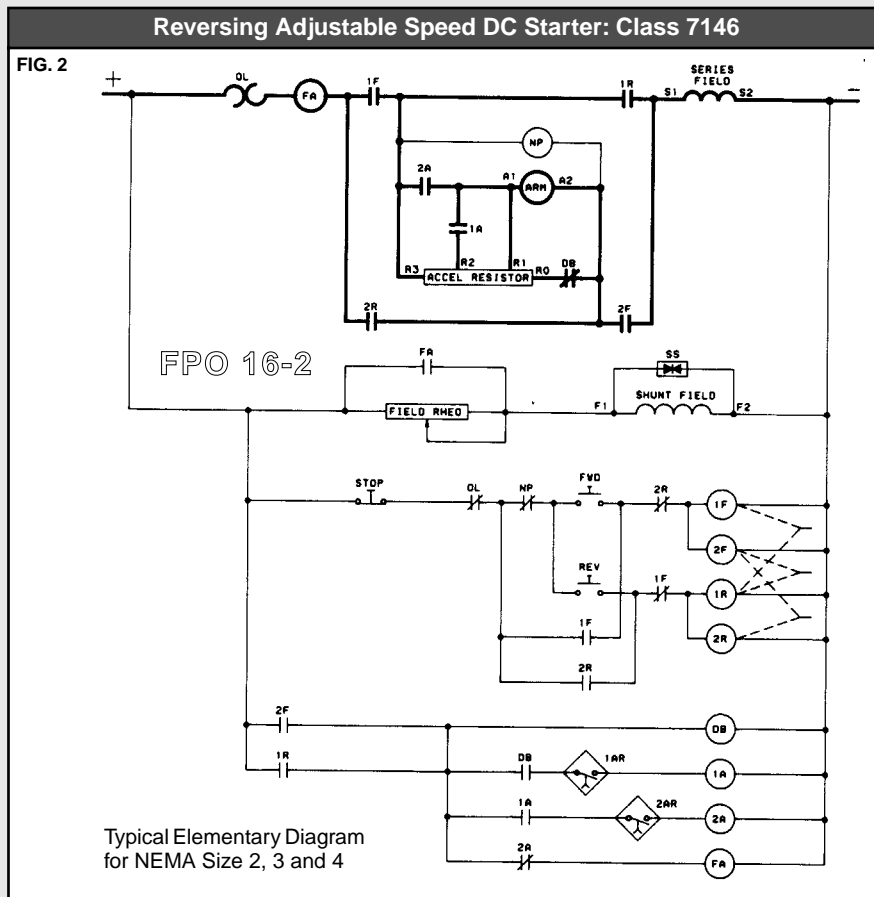 Reversing Adjustable Speed DC Starter: Class 7146
FIG. 2
+
OL
FA
1F
1R
S1
SERIES
FIELD
S2
−
NP
2A
A1
ARM
A2
1A
R3
R2
R1
R0
DB
ACCEL RESISTOR
2R
2F
FPO 16-2
FA
SS
FIELD RHEO
F1
SHUNT FIELD
F2
STOP
OL
NP
FWD
2R
1F
2F
REV
1F
1R
1F
2R
2R
2F
DB
1R
DB
1AR
1A
1A
2AR
2A
2A
FA
Typical Elementary Diagram
for NEMA Size 2, 3 and 4